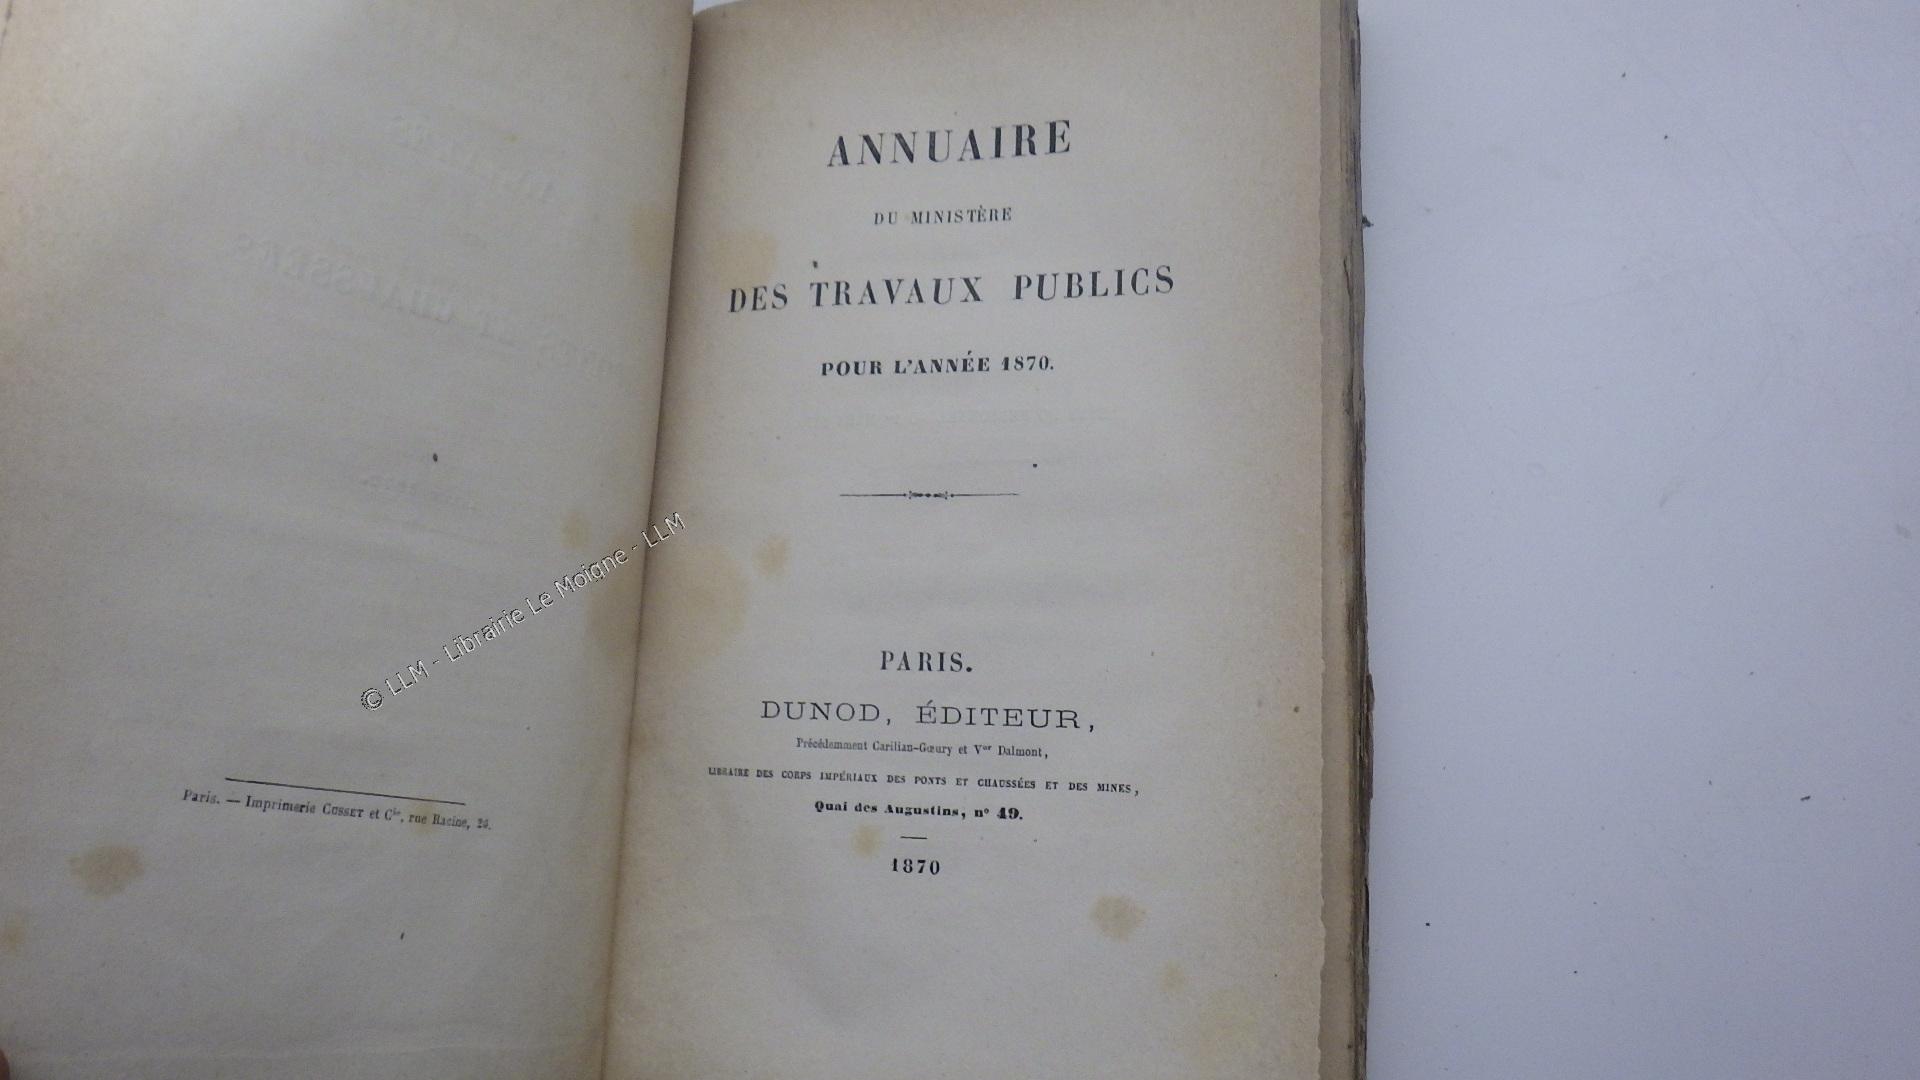 Paris. — Imprimerie CUSSET et Cie, rue Racine, 26.
ANNUAIRE
DU MINISTÈRE
DES TRAVAUX PUBLICS
POUR L'ANNÉE 1870.
PARIS.
DUNOD, ÉDITEUR,
Précédemment Carilian-Gœury et Vor Dalmont,
LIBRAIRE DES CORPS IMPÉRIAUX DES PONTS ET CHAUSSÉES ET DES MINES,
Quai des Augustins, n° 49.
1870
© LLM - Librairie Le Moigne - LLM